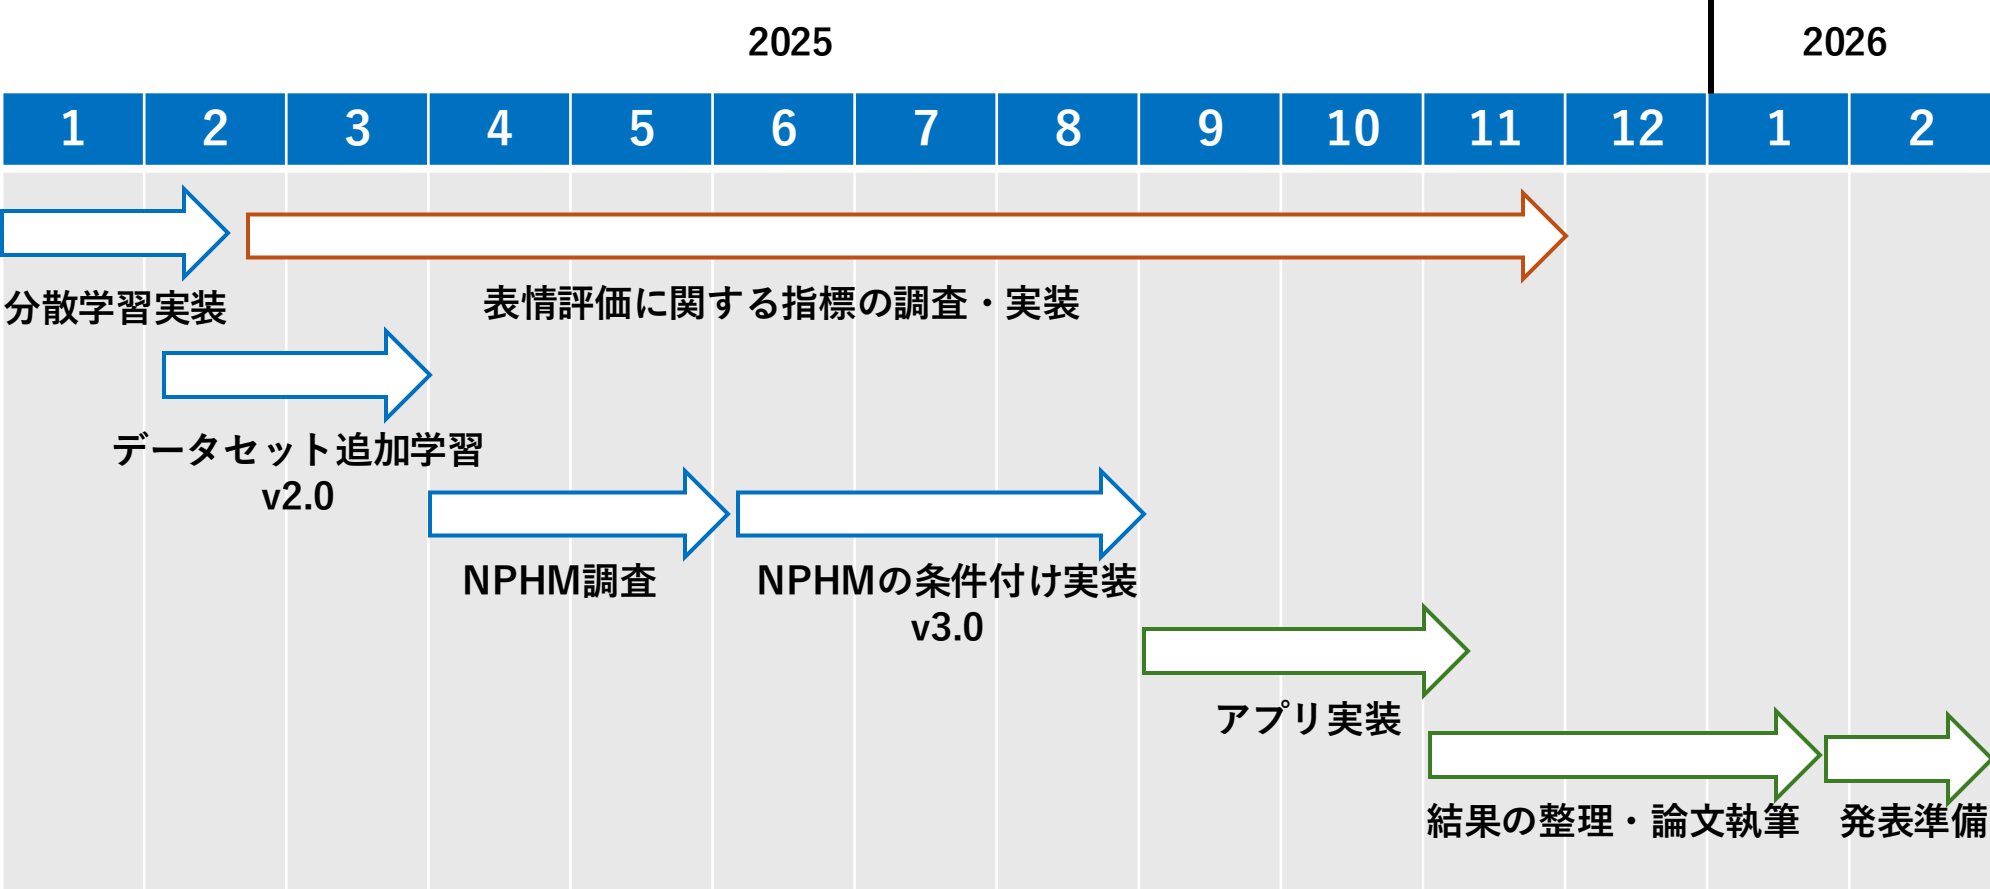 2025
2026
1
2
3
4
5
6
7
8
9
10
11
12
1
2
分散学習実装
表情評価に関する指標の調査・実装
データセット追加学習
v2.0
NPHM調査
NPHMの条件付け実装
v3.0
アプリ実装
結果の整理・論文執筆
発表準備